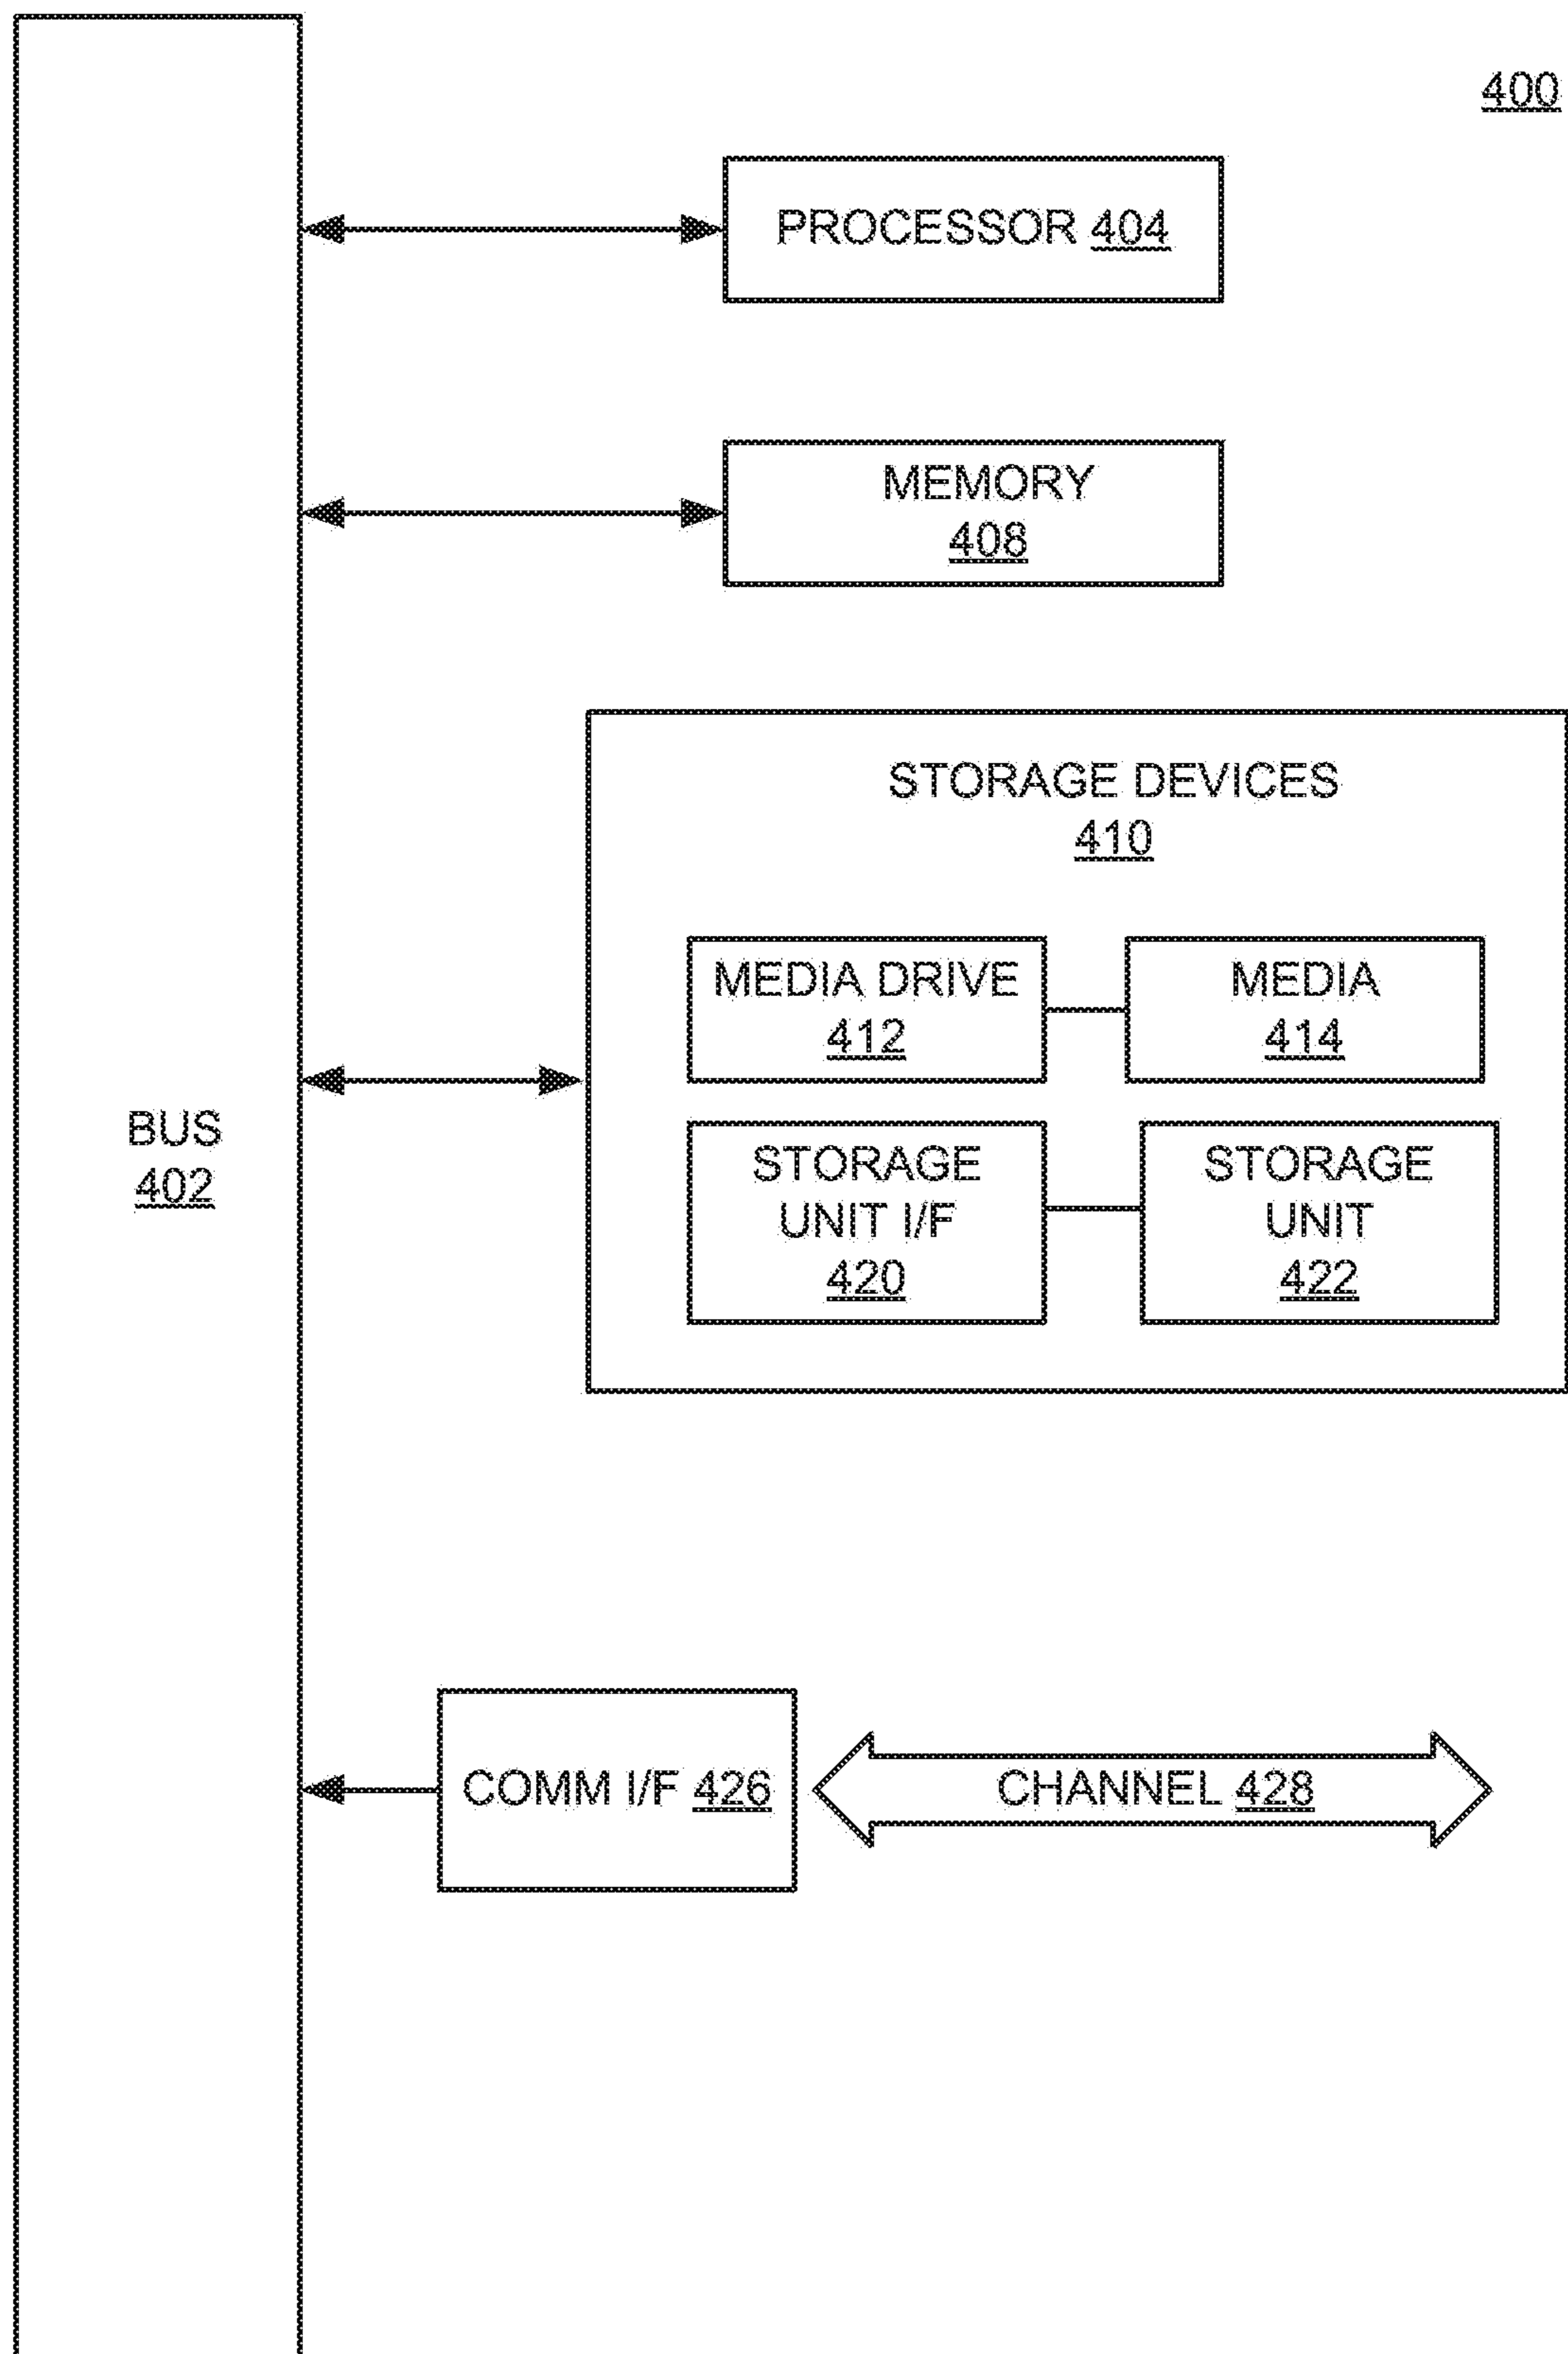 400
PROCESSOR 404
MEMORY
408
STORAGE DEVICES
410
MEDIA DRIVE
412
MEDIA
414
BUS
402
STORAGE
UNIT I/F
420
STORAGE
UNIT
422
COMM I/F 426
CHANNEL 428